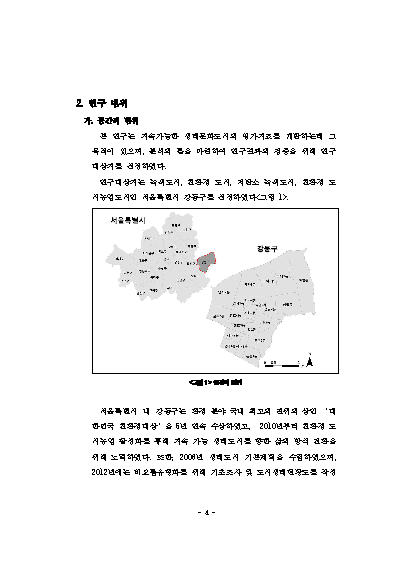 2. 연구 범위
가. 공간적 범위
본 연구는 지속가능한 생태문화도시의 평가지표를 개발하는데 그
목적이 있으며, 분석의 틀을 마련하여 연구결과의 검증을 위해 연구
대상지를 선정하였다.
연구대상지는 녹색도시, 친환경 도시, 저탄소 녹색도시, 친환경 도
시농업도시인 서울특별시 강동구를 선정하였다<그림 1>.
서울특별시
강동구
<그림 1> 연구의 범위
서울특별시 내 강동구는 환경 분야 국내 최고의 권위의 상인 '대
한민국 친환경대상' 을 5년 연속 수상하였고, 2010년부터 친환경 도
시농업 활성화를 통해 지속 가능 생태도시를 향한 삶의 양식 전환을
위해 노력하였다. 또한, 2006년 생태도시 기본계획을 수립하였으며,
2012년에는 비오톱유형화를 위해 기초조사 및 도시생태현황도를 작성
- 4 -